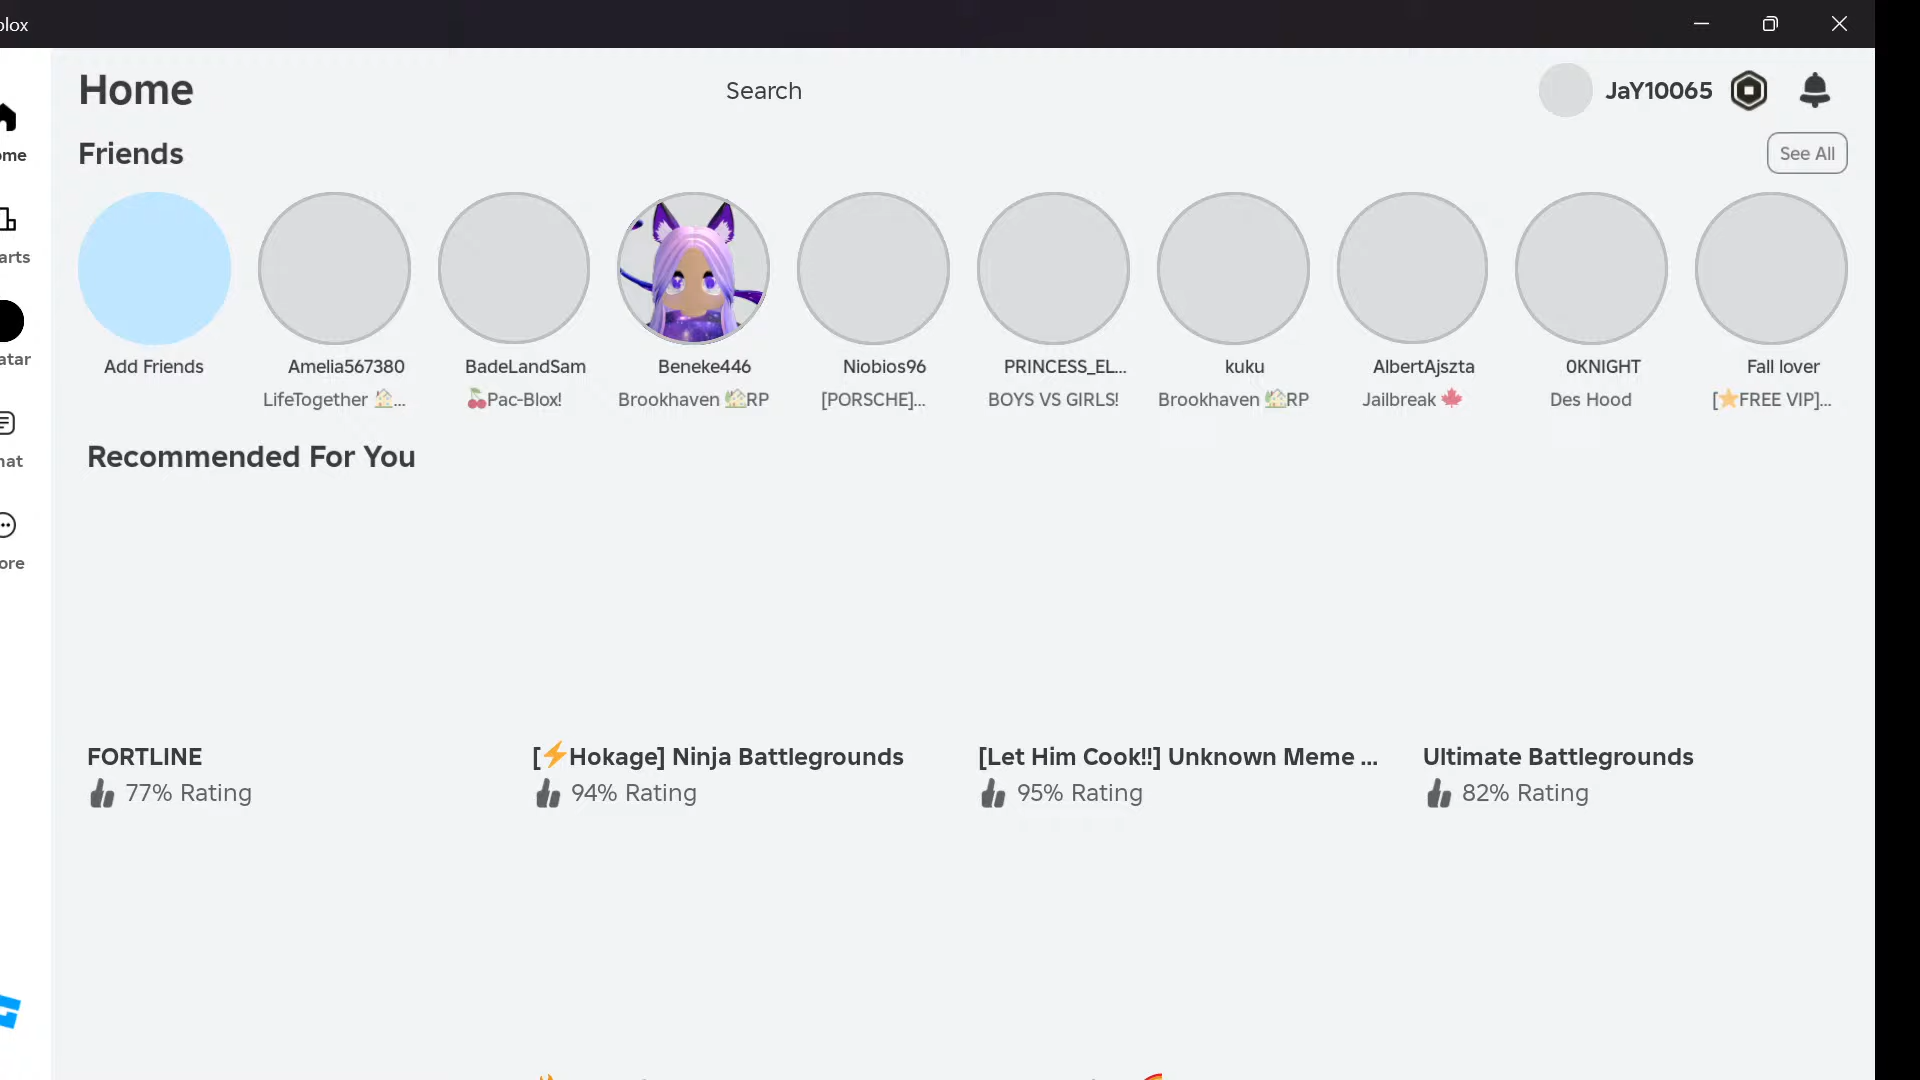 blox
Home
Search
JaY10065
ome
Friends
See All
arts
atar
Add Friends
Amelia567380
BadeLandSam
Beneke446
Niobios96
PRINCESS_EL...
kuku
AlbertAjszta
0KNIGHT
Fall lover
LifeTogether 🏠...
🍒Pac-Blox!
Brookhaven 🏡RP
[PORSCHE]...
BOYS VS GIRLS!
Brookhaven 🏡RP
Jailbreak 🍁
Des Hood
[⭐FREE VIP]...
hat
Recommended For You
ore
FORTLINE
[⚡Hokage] Ninja Battlegrounds
[Let Him Cook!!] Unknown Meme ...
Ultimate Battlegrounds
77% Rating
94% Rating
95% Rating
82% Rating